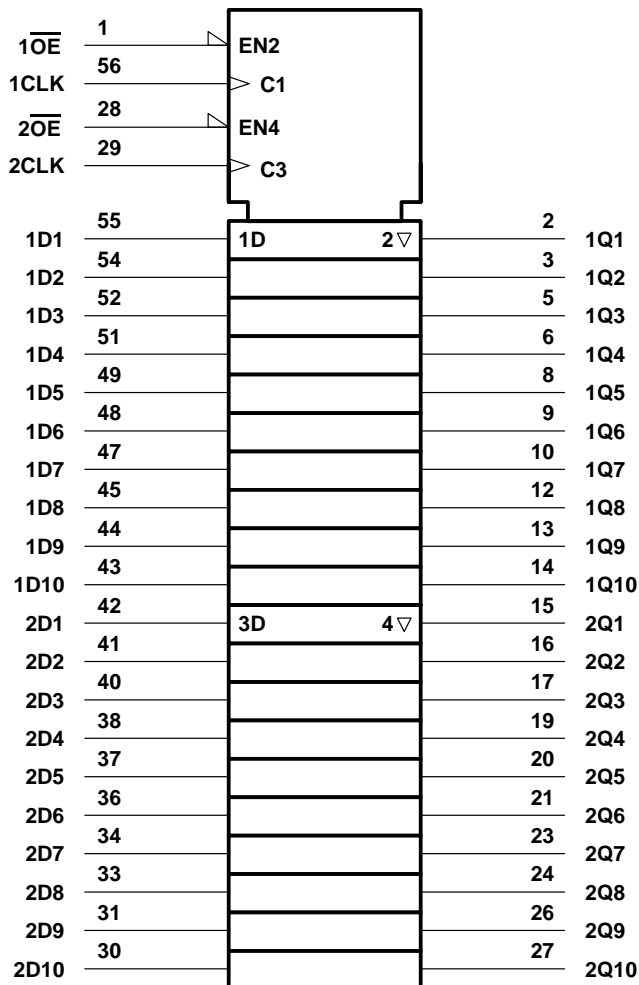 1 EN2
1O̅E̅
56
1CLK C1
28
2O̅E̅ EN4
29
2CLK C3
55 2
1D1 1D 2 ▽ 1Q1
54 3
1D2 1Q2
52 5
1D3 1Q3
51 6
1D4 1Q4
49 8
1D5 1Q5
48 9
1D6 1Q6
47 10
1D7 1Q7
45 12
1D8 1Q8
44 13
1D9 1Q9
43 14
1D10 1Q10
42 15
2D1 3D 4 ▽ 2Q1
41 16
2D2 2Q2
40 17
2D3 2Q3
38 19
2D4 2Q4
37 20
2D5 2Q5
36 21
2D6 2Q6
34 23
2D7 2Q7
33 24
2D8 2Q8
31 26
2D9 2Q9
30 27
2D10 2Q10